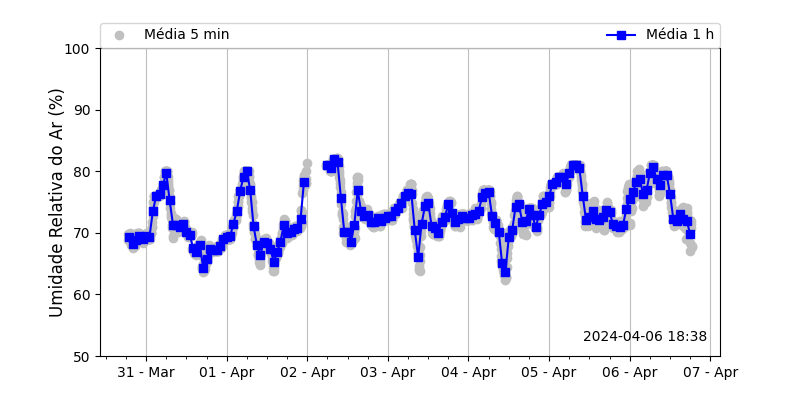 Média 5 min Média 1 h
Umidade Relativa do Ar (%)
100
90
80
70
60
50
2024-04-06 18:38
31 - Mar 01 - Apr 02 - Apr 03 - Apr 04 - Apr 05 - Apr 06 - Apr 07 - Apr